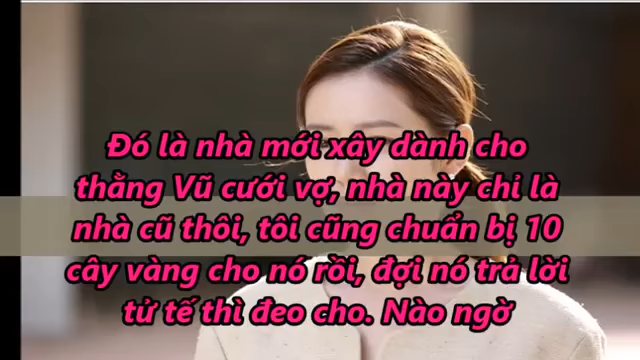 Đó là nhà mới xây dành cho
thằng Vũ cưới vợ, nhà này chỉ là
nhà cũ thôi, tôi cũng chuẩn bị 10
cây vàng cho nó rồi, đợi nó trả lời
tử tế thì đeo cho. Nào ngờ